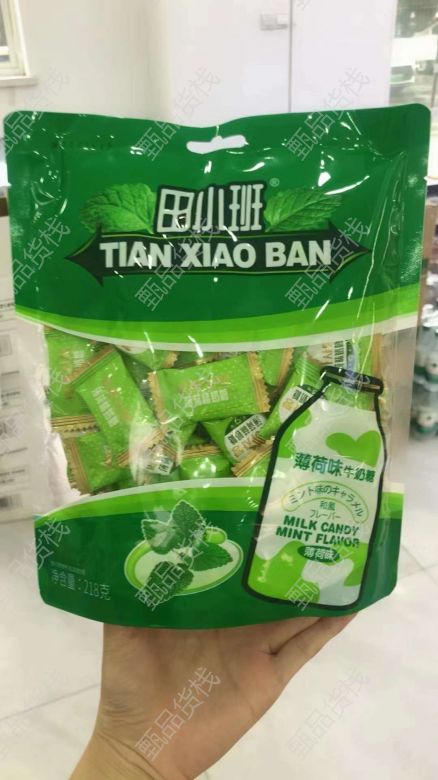 田小班®
TIAN XIAO BAN
薄荷味牛奶糖
ミント味のキャラメル
和風
フレーバー
MILK CANDY
MINT FLAVOR
薄荷味
净含量:218克
甄品货栈